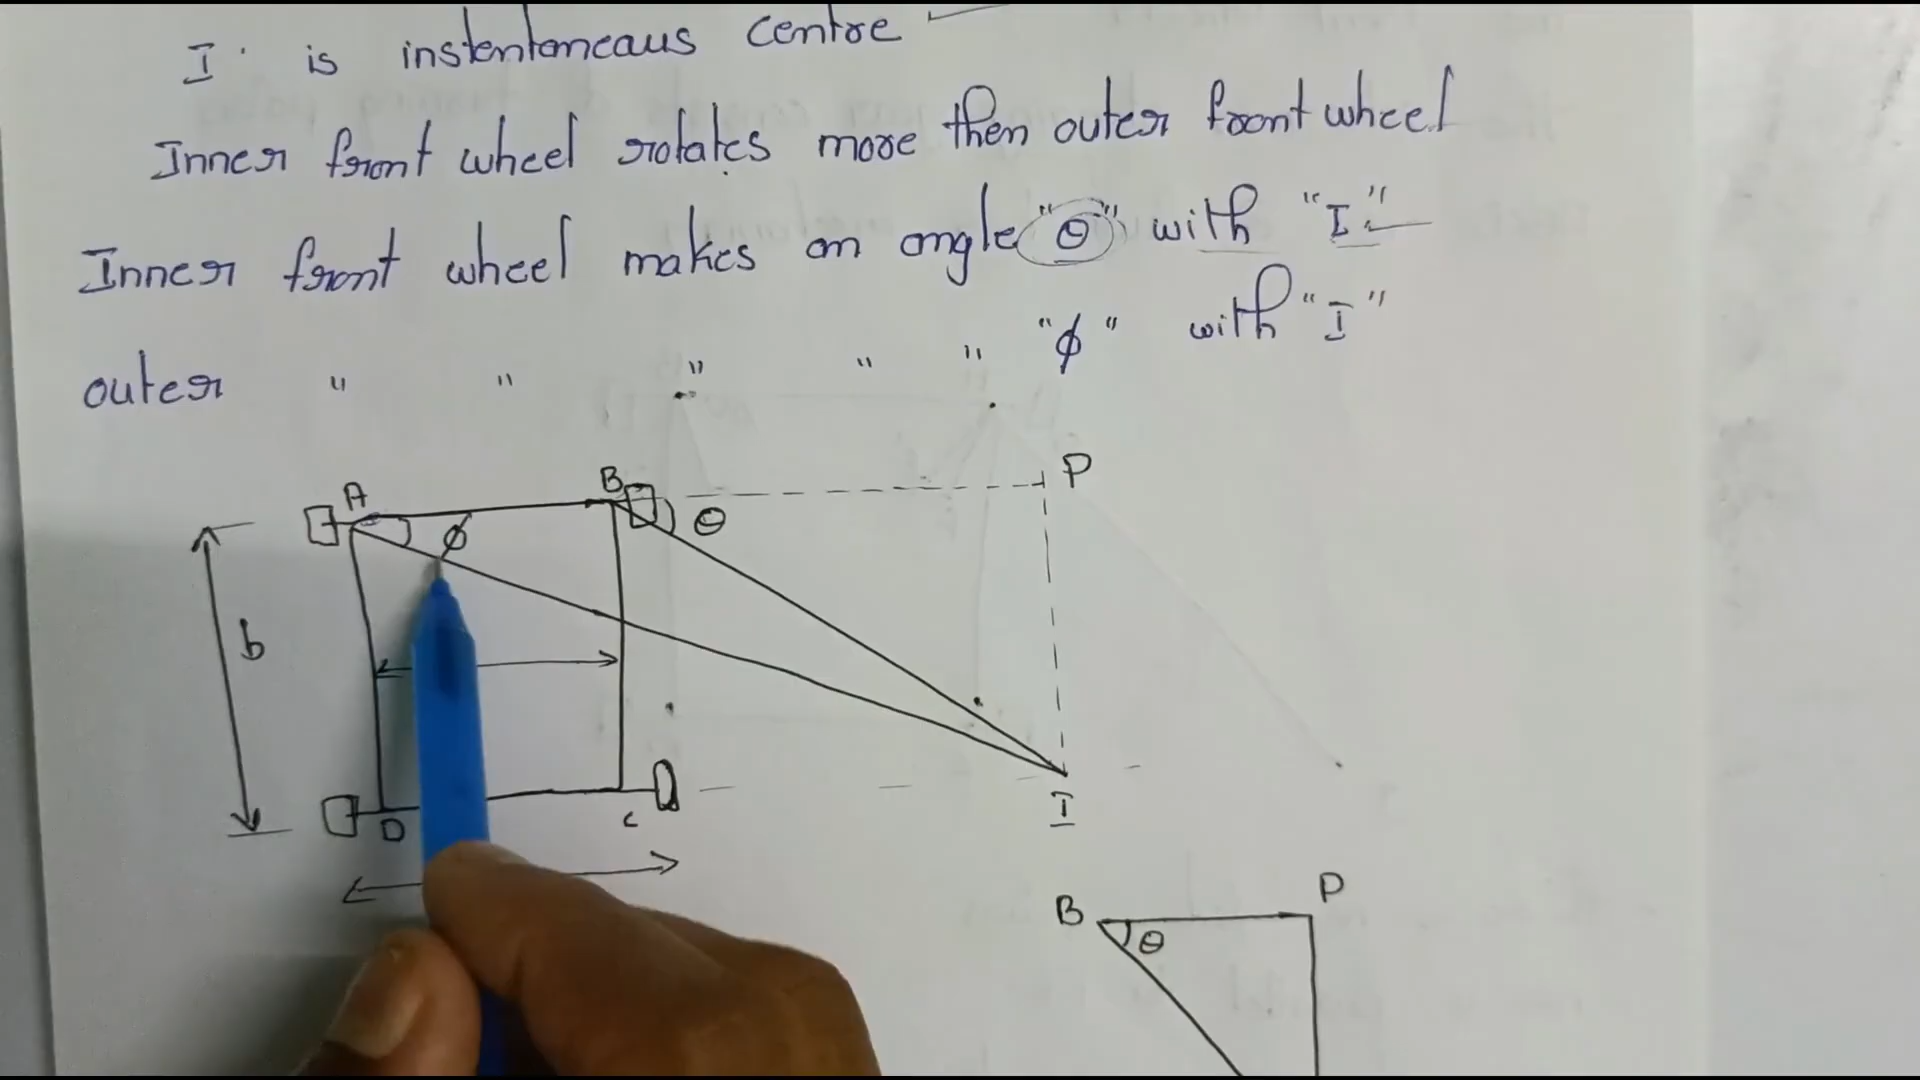 I is instentaneaus centre
Inner front wheel rotates more then outer front wheel
Inner front wheel makes an angle "θ" with "I"
outer " " " " " "ϕ" with "I"
A B P
ϕ θ
b
D C I
B P
θ